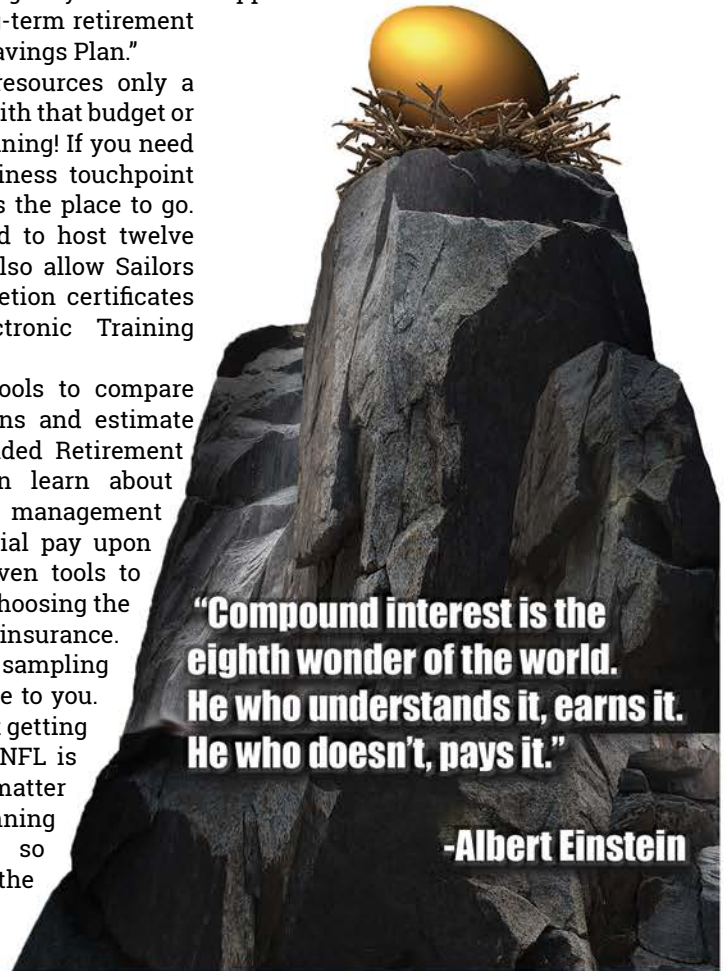 g-term retirement
avings Plan.”
resources only a
ith that budget or
ning! If you need
iness touchpoint
s the place to go.
d to host twelve
lso allow Sailors
etion certificates
ctronic Training
ools to compare
ns and estimate
ded Retirement
n learn about
management
ial pay upon
ven tools to
hoosing the
insurance.
sampling
e to you.
getting
NFL is
matter
nning
so
the
“Compound interest is the
eighth wonder of the world.
He who understands it, earns it.
He who doesn’t, pays it.”
-Albert Einstein